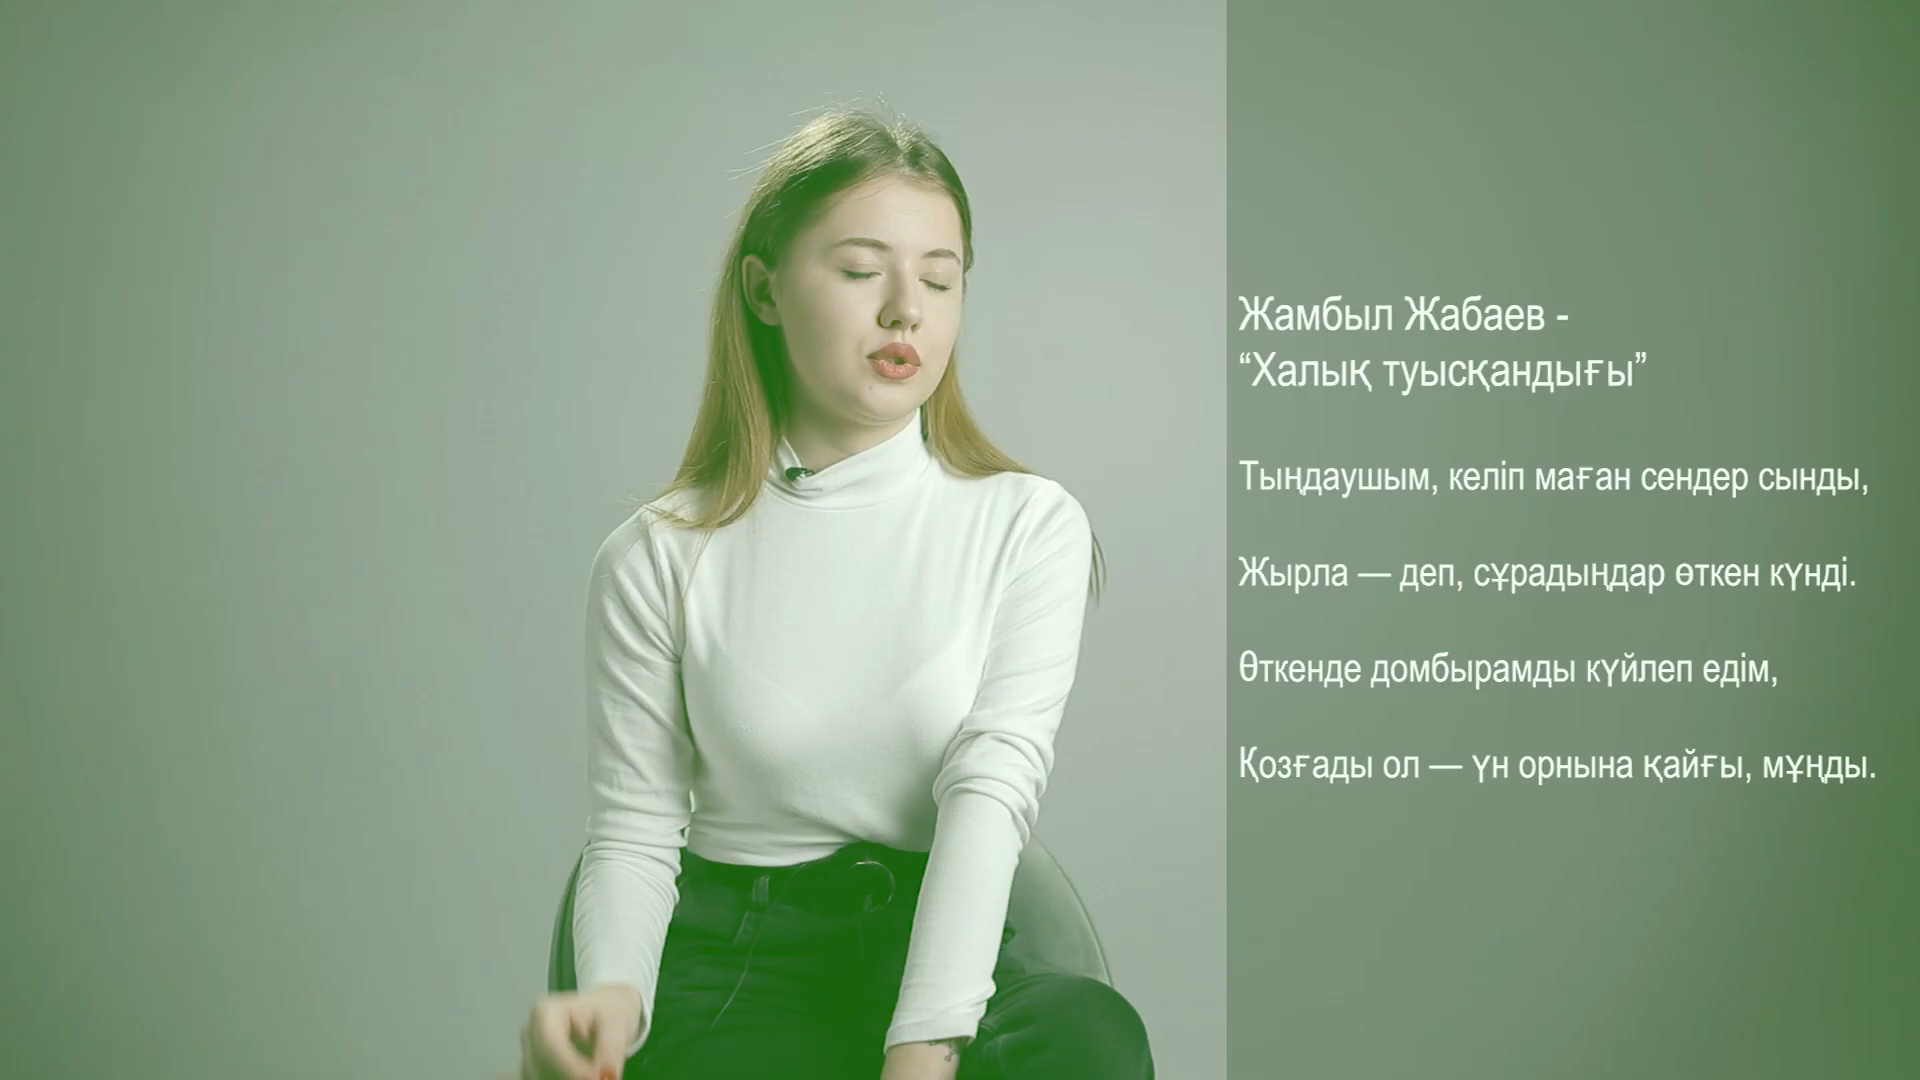 Жамбыл Жабаев -
“Халық туысқандығы”
Тыңдаушым, келіп маған сендер сынды,
Жырла — деп, сұрадыңдар өткен күнді.
Өткенде домбырамды күйлеп едім,
Қозғады ол — үн орнына қайғы, мұңды.